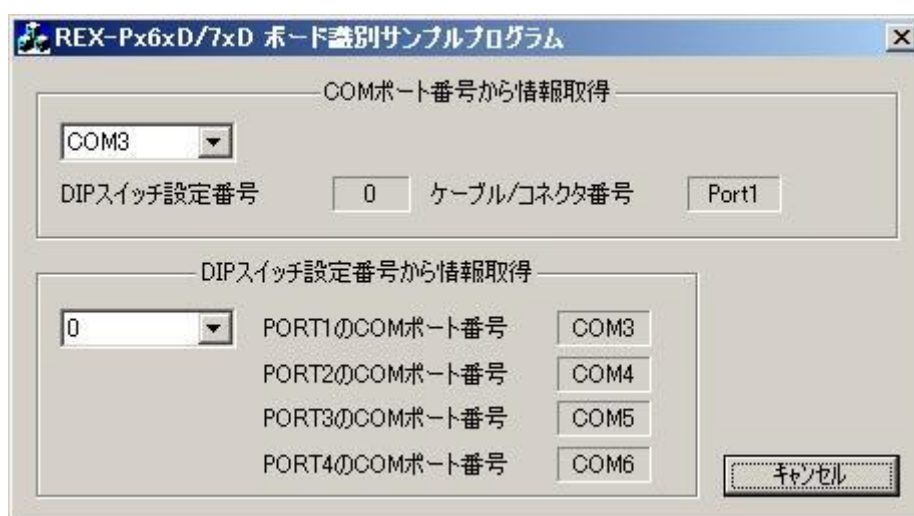 REX-Px6xD/7xD ボード識別サンプルプログラム
COMポート番号から情報取得
COM3
DIPスイッチ設定番号 0 ケーブル/コネクタ番号 Port1
DIPスイッチ設定番号から情報取得
0 PORT1のCOMポート番号 COM3
PORT2のCOMポート番号 COM4
PORT3のCOMポート番号 COM5
PORT4のCOMポート番号 COM6
キャンセル